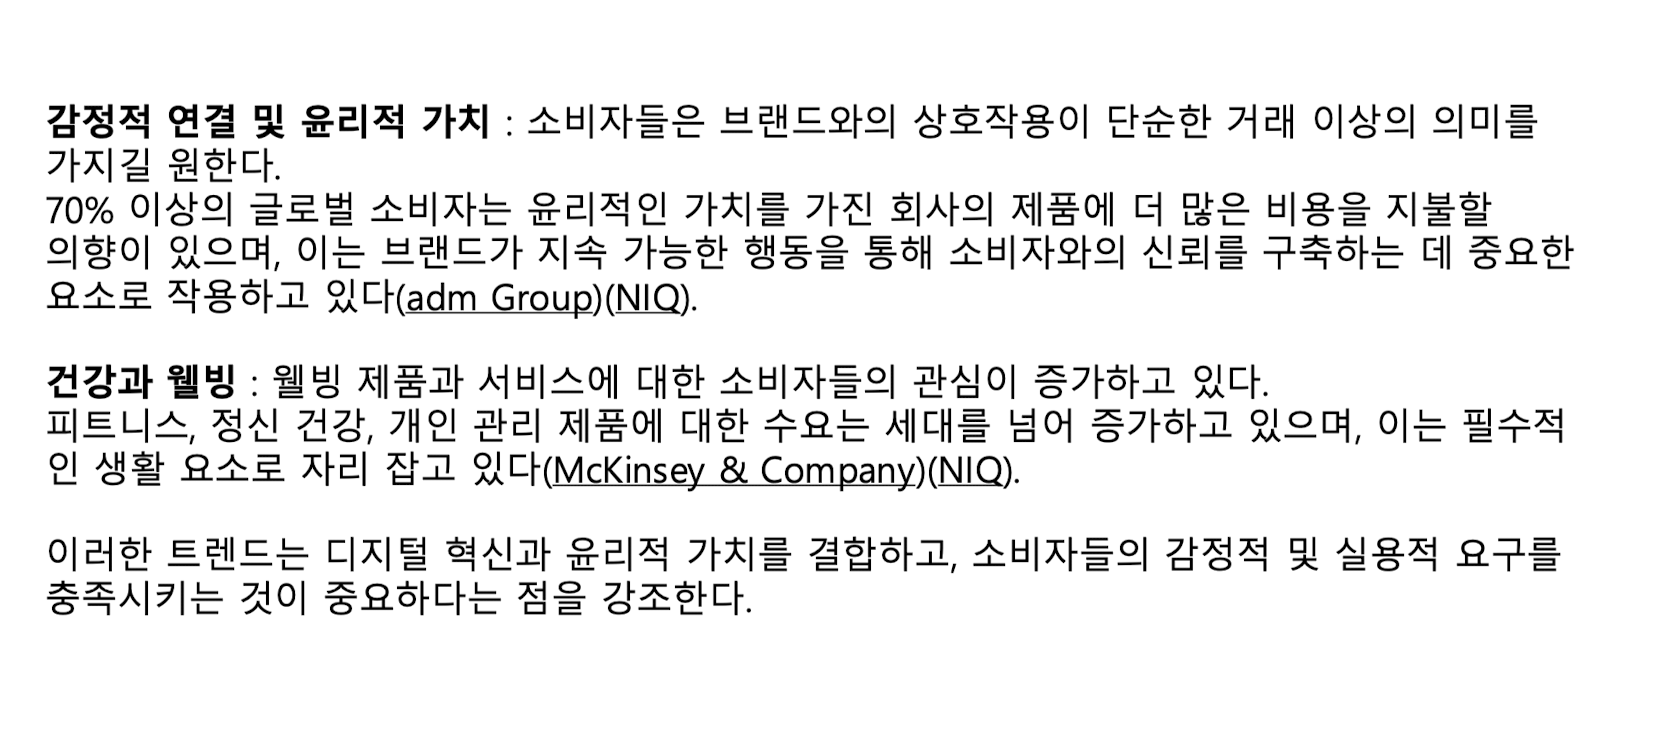 감정적 연결 및 윤리적 가치 : 소비자들은 브랜드와의 상호작용이 단순한 거래 이상의 의미를
가지길 원한다.
70% 이상의 글로벌 소비자는 윤리적인 가치를 가진 회사의 제품에 더 많은 비용을 지불할
의향이 있으며, 이는 브랜드가 지속 가능한 행동을 통해 소비자와의 신뢰를 구축하는 데 중요한
요소로 작용하고 있다(adm Group)(NIQ).
건강과 웰빙 : 웰빙 제품과 서비스에 대한 소비자들의 관심이 증가하고 있다.
피트니스, 정신 건강, 개인 관리 제품에 대한 수요는 세대를 넘어 증가하고 있으며, 이는 필수적
인 생활 요소로 자리 잡고 있다(McKinsey & Company)(NIQ).
이러한 트렌드는 디지털 혁신과 윤리적 가치를 결합하고, 소비자들의 감정적 및 실용적 요구를
충족시키는 것이 중요하다는 점을 강조한다.